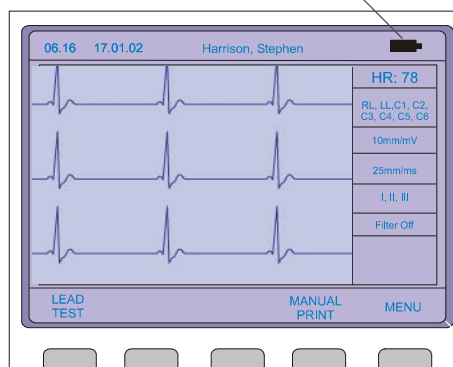 06.16 17.01.02 Harrison, Stephen
HR: 78
RL, LL,C1, C2,
C3, C4, C5, C6
10mm/mV
25mm/ms
I, II, III
Filter Off
LEAD
TEST
MANUAL
PRINT
MENU